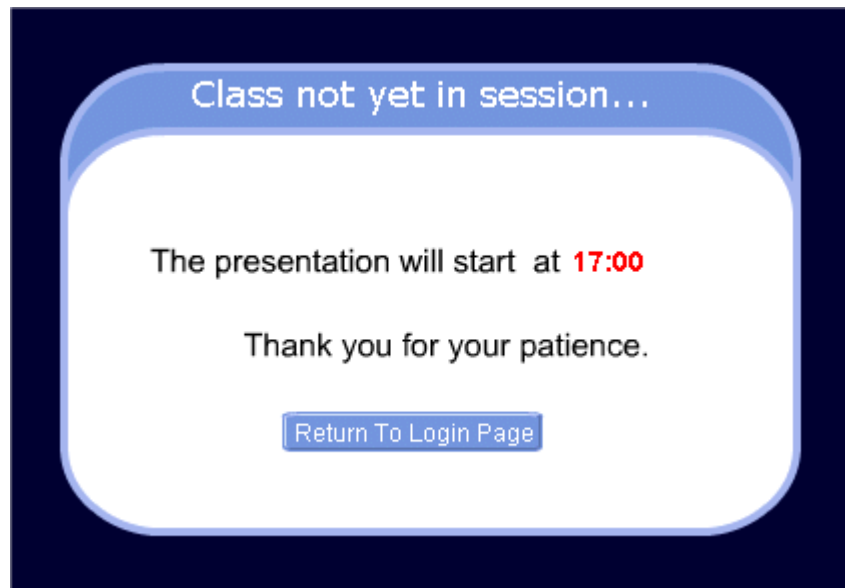 Class not yet in session...
The presentation will start at 17:00
Thank you for your patience.
Return To Login Page